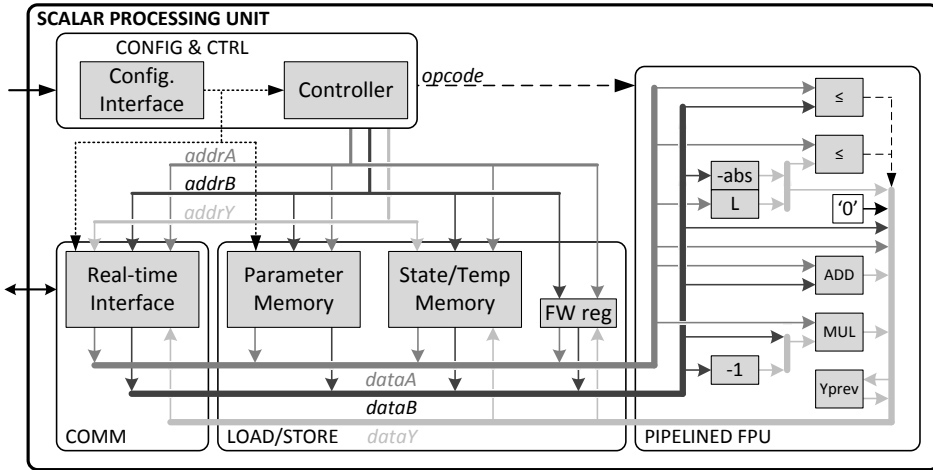 SCALAR PROCESSING UNIT
CONFIG & CTRL
Config.
Interface
Controller
opcode
addrA
addrB
addrY
Real-time
Interface
Parameter
Memory
State/Temp
Memory
FW reg
dataA
dataB
dataY
COMM
LOAD/STORE
≤
≤
-abs
L
'0'
ADD
MUL
-1
Yprev
PIPELINED FPU